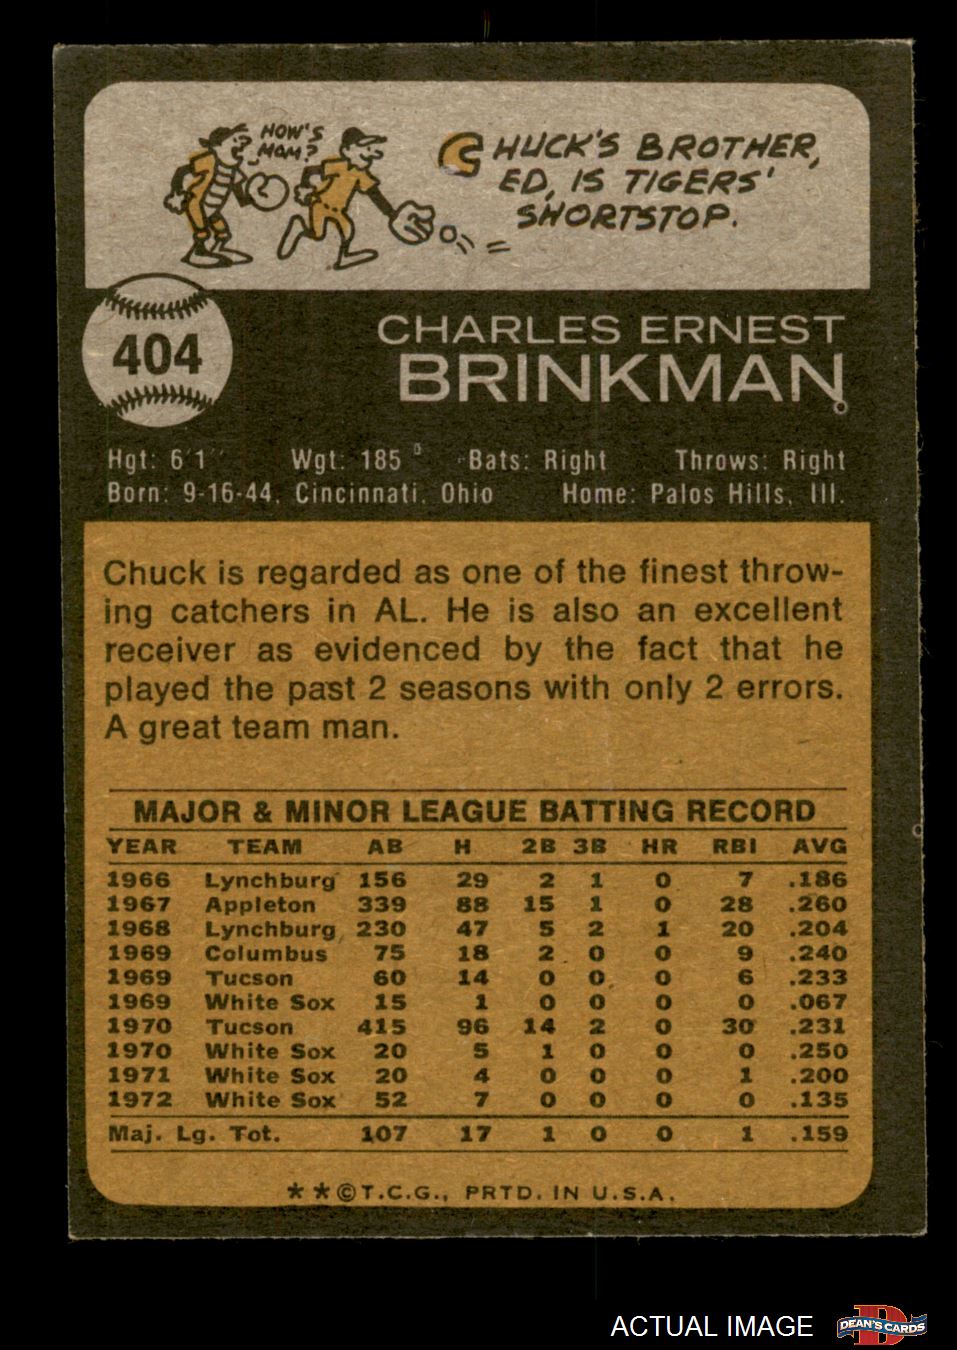 HOW'S
MOM?
CHUCK'S BROTHER,
ED, IS TIGERS'
SHORTSTOP.
404
CHARLES ERNEST
BRINKMAN
Hgt: 6'1" Wgt: 185 Bats: Right Throws: Right
Born: 9-16-44, Cincinnati, Ohio Home: Palos Hills, Ill.
Chuck is regarded as one of the finest throw-
ing catchers in AL. He is also an excellent
receiver as evidenced by the fact that he
played the past 2 seasons with only 2 errors.
A great team man.
MAJOR & MINOR LEAGUE BATTING RECORD
YEAR TEAM AB H 2B 3B HR RBI AVG
1966 Lynchburg 156 29 2 1 0 7 .186
1967 Appleton 339 88 15 1 0 28 .260
1968 Lynchburg 230 47 5 2 1 20 .204
1969 Columbus 75 18 2 0 0 9 .240
1969 Tucson 60 14 0 0 0 6 .233
1969 White Sox 15 1 0 0 0 0 .067
1970 Tucson 415 96 14 2 0 30 .231
1970 White Sox 20 5 1 0 0 0 .250
1971 White Sox 20 4 0 0 0 1 .200
1972 White Sox 52 7 0 0 0 0 .135
Maj. Lg. Tot. 107 17 1 0 0 1 .159
**©T.C.G., PRTD. IN U.S.A.
ACTUAL IMAGE
D
DEAN'S CARDS